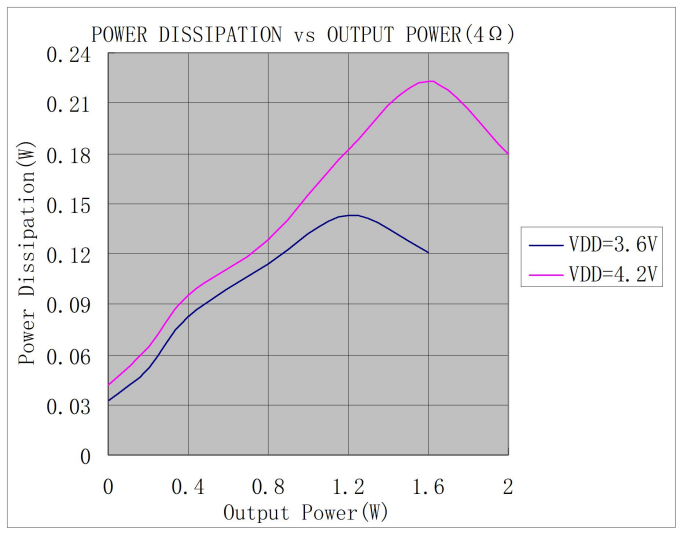 POWER DISSIPATION vs OUTPUT POWER(4Ω)
0.24
0.21
0.18
0.15
0.12
0.09
0.06
0.03
0
Power Dissipation(W)
0 0.4 0.8 1.2 1.6 2
Output Power(W)
VDD=3.6V
VDD=4.2V